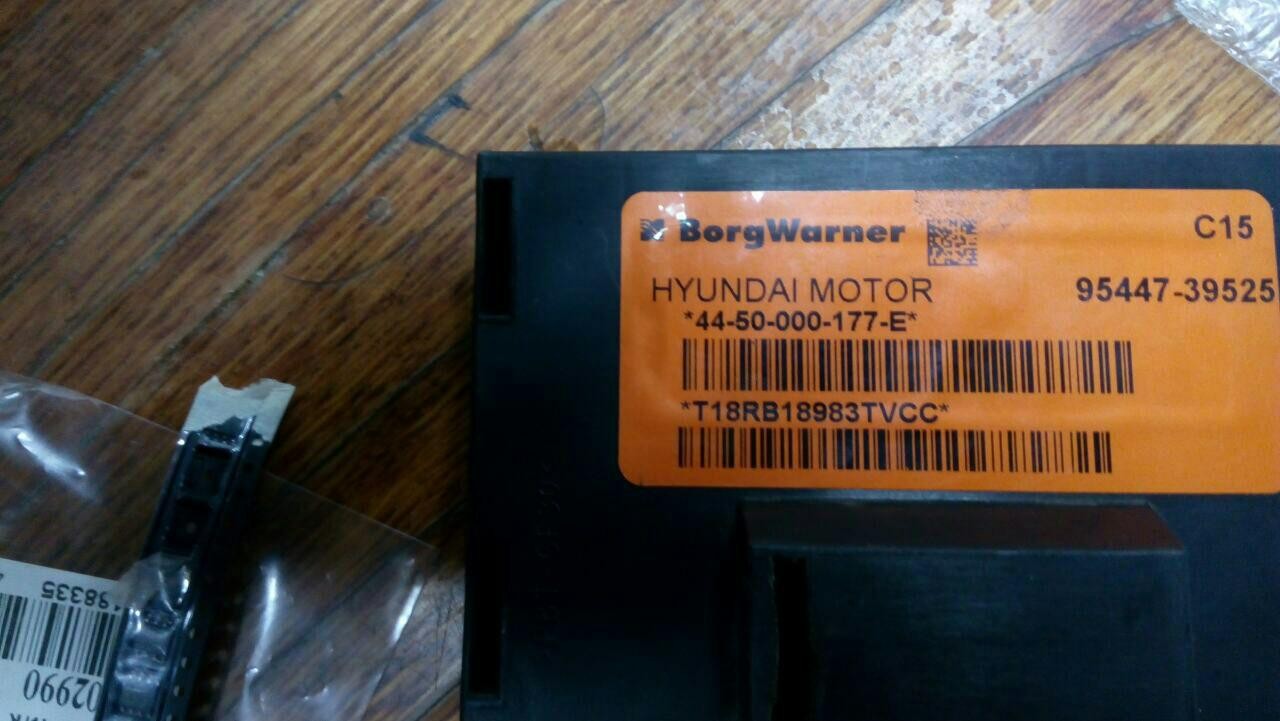 BorgWarner
C15
HYUNDAI MOTOR
95447-39525
*44-50-000-177-E*
*T18RB18983TVCC*
98335
02990